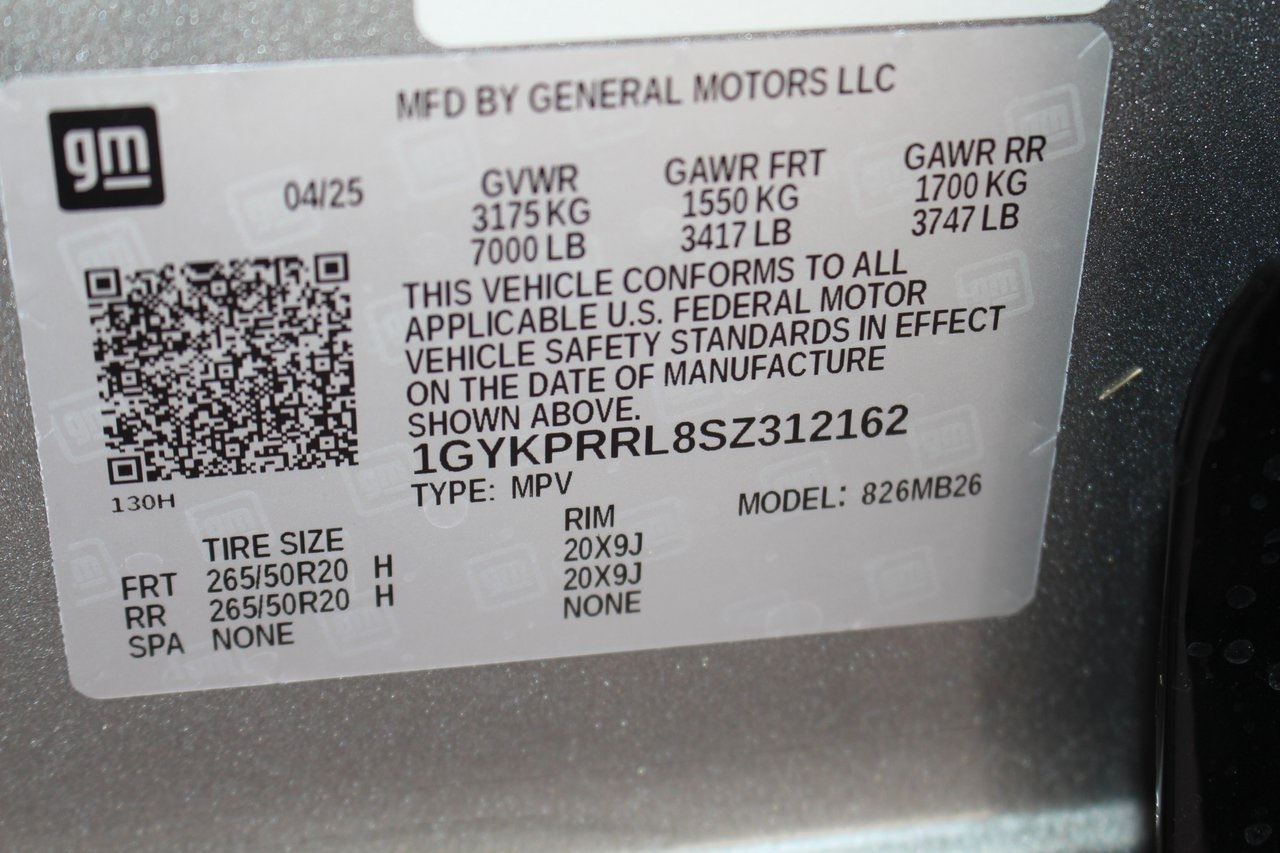 MFD BY GENERAL MOTORS LLC
gm
04/25 GVWR GAWR FRT GAWR RR
3175 KG 1550 KG 1700 KG
7000 LB 3417 LB 3747 LB
THIS VEHICLE CONFORMS TO ALL
APPLICABLE U.S. FEDERAL MOTOR
VEHICLE SAFETY STANDARDS IN EFFECT
ON THE DATE OF MANUFACTURE
SHOWN ABOVE.
1GYKPRRL8SZ312162
130H
TYPE: MPV MODEL: 826MB26
TIRE SIZE RIM
FRT 265/50R20 H 20X9J
RR 265/50R20 H 20X9J
SPA NONE NONE